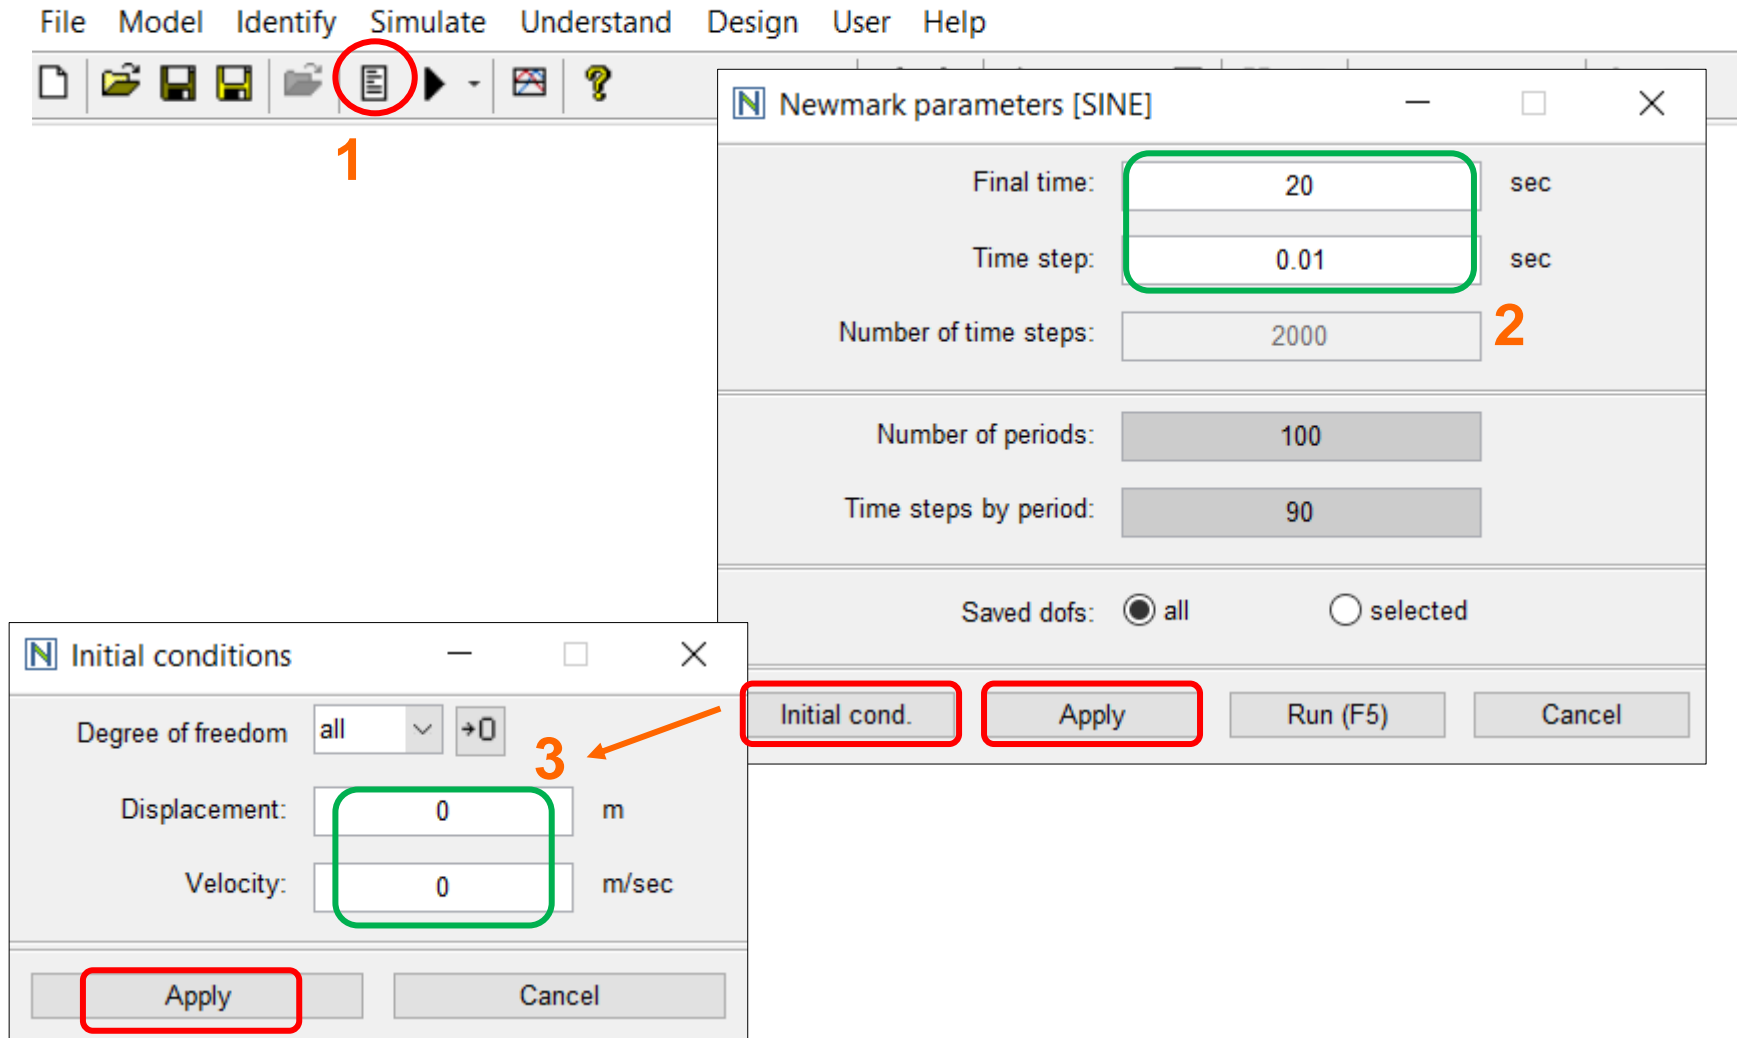 File Model Identify Simulate Understand Design User Help
1
Newmark parameters [SINE]
Final time: 20 sec
Time step: 0.01 sec
Number of time steps: 2000
2
Number of periods: 100
Time steps by period: 90
Saved dofs: all selected
Initial cond. Apply Run (F5) Cancel
Initial conditions
Degree of freedom all →0
3
Displacement: 0 m
Velocity: 0 m/sec
Apply Cancel